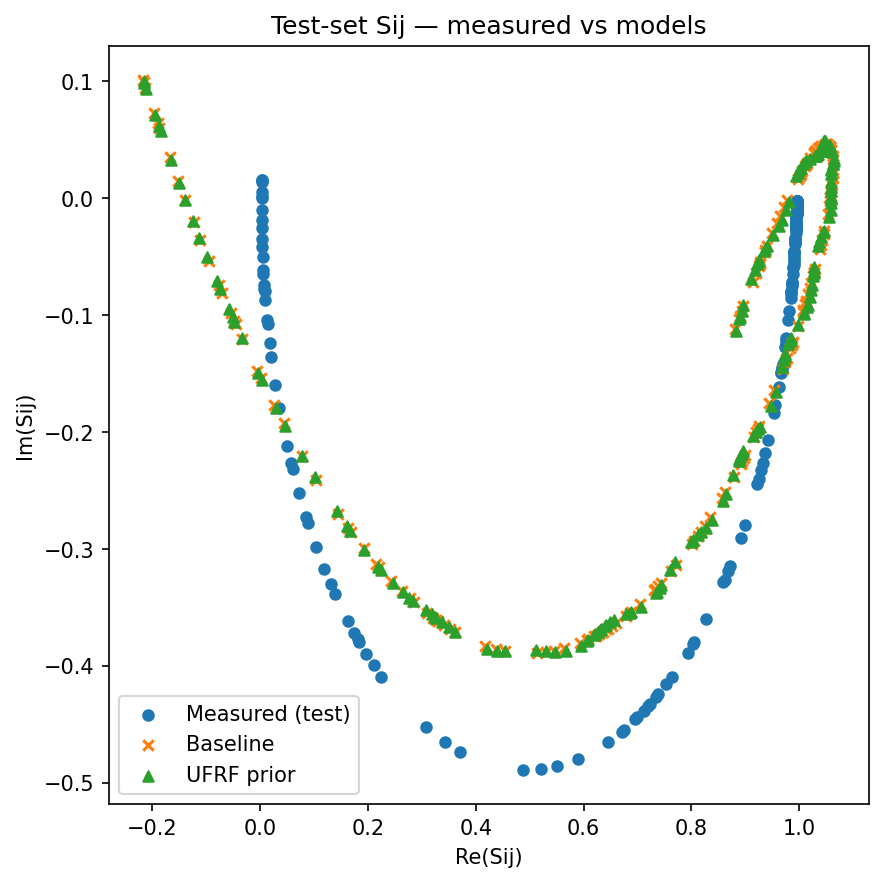 Test-set Sij — measured vs models
0.1
0.0
−0.1
−0.2
−0.3
−0.4
−0.5
Im(Sij)
Measured (test)
Baseline
UFRF prior
−0.2 0.0 0.2 0.4 0.6 0.8 1.0
Re(Sij)